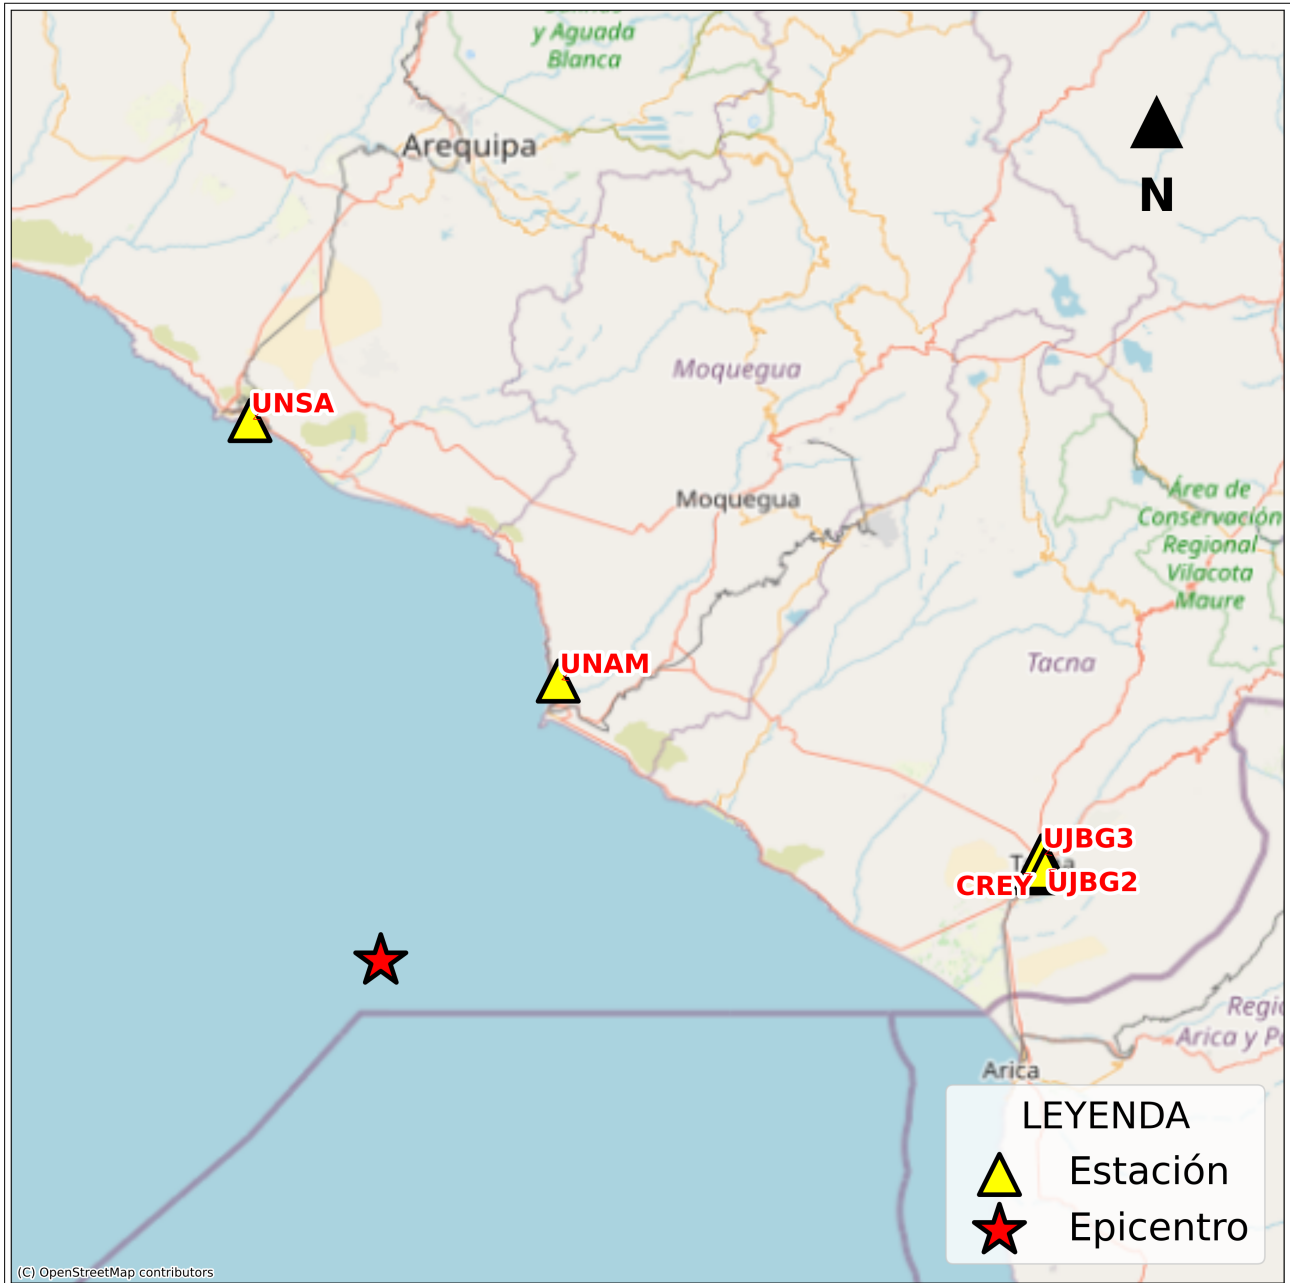 y Aguada
Blanca
Arequipa
N
Moquegua
UNSA
Moquegua
Área de
Conservación
Regional
Vilacota
Maure
UNAM
Tacna
UJBG3
CREY
UJBG2
Arica y
Arica
LEYENDA
Estación
Epicentro
(C) OpenStreetMap contributors